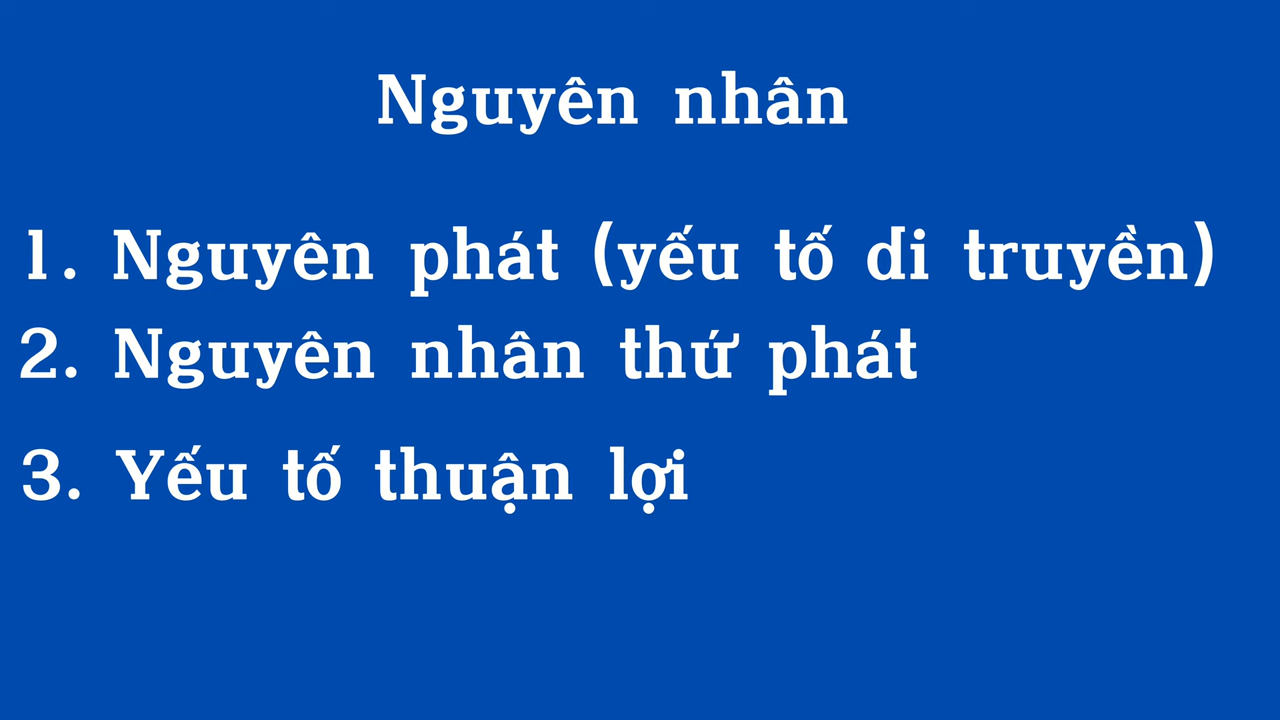 Nguyên nhân
1. Nguyên phát (yếu tố di truyền)
2. Nguyên nhân thứ phát
3. Yếu tố thuận lợi